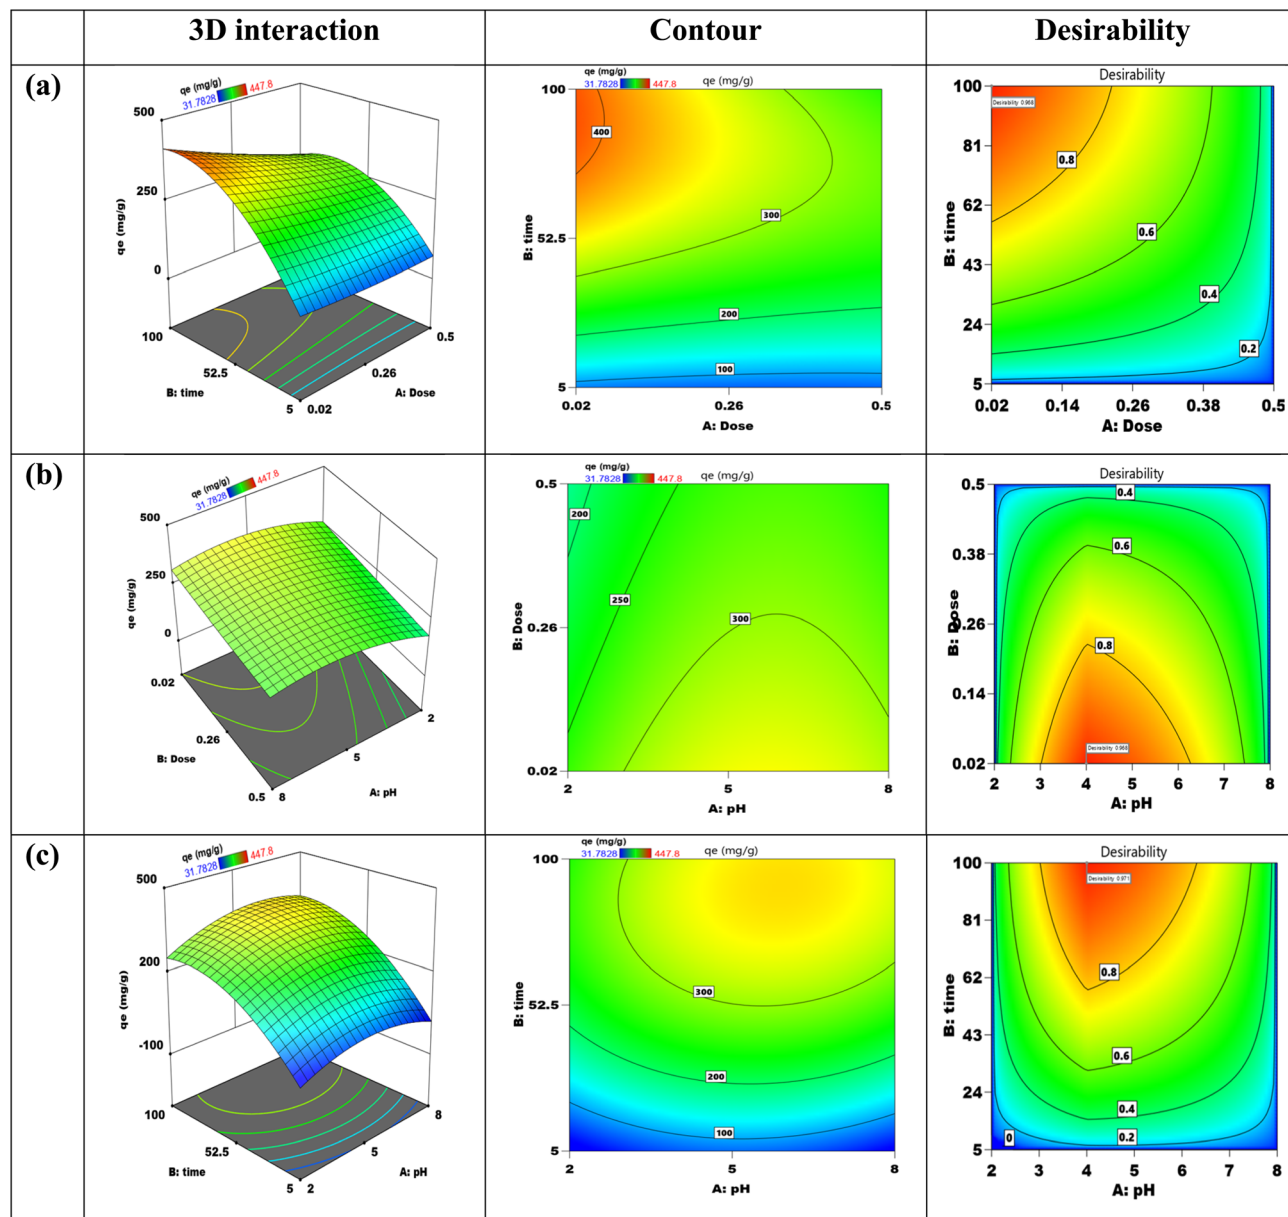 3D interaction
Contour
Desirability
(a)
qe (mg/g)
31.7828 447.8
500
250
0
qe (mg/g)
100
52.5
5
B: time
0.02
0.26
0.5
A: Dose
qe (mg/g)
31.7828 447.8
qe (mg/g)
100
52.5
5
B: time
400
300
200
100
0.02
0.26
0.5
A: Dose
Desirability
100
81
62
43
24
5
B: time
Desirability 0.968
0.8
0.6
0.4
0.2
0.02
0.14
0.26
0.38
0.5
A: Dose
(b)
qe (mg/g)
31.7828 447.8
500
250
0
qe (mg/g)
0.02
0.26
0.5
B: Dose
8
5
2
A: pH
qe (mg/g)
31.7828 447.8
qe (mg/g)
0.5
0.26
0.02
B: Dose
200
250
300
2
5
8
A: pH
Desirability
0.5
0.38
0.26
0.14
0.02
B: Dose
0.4
0.6
0.8
Desirability 0.968
2
3
4
5
6
7
8
A: pH
(c)
qe (mg/g)
31.7828 447.8
500
200
-100
qe (mg/g)
100
52.5
5
B: time
2
5
8
A: pH
qe (mg/g)
31.7828 447.8
qe (mg/g)
100
52.5
5
B: time
300
200
100
2
5
8
A: pH
Desirability
100
81
62
43
24
5
B: time
Desirability 0.971
0.8
0.6
0.4
0.2
0
2
3
4
5
6
7
8
A: pH